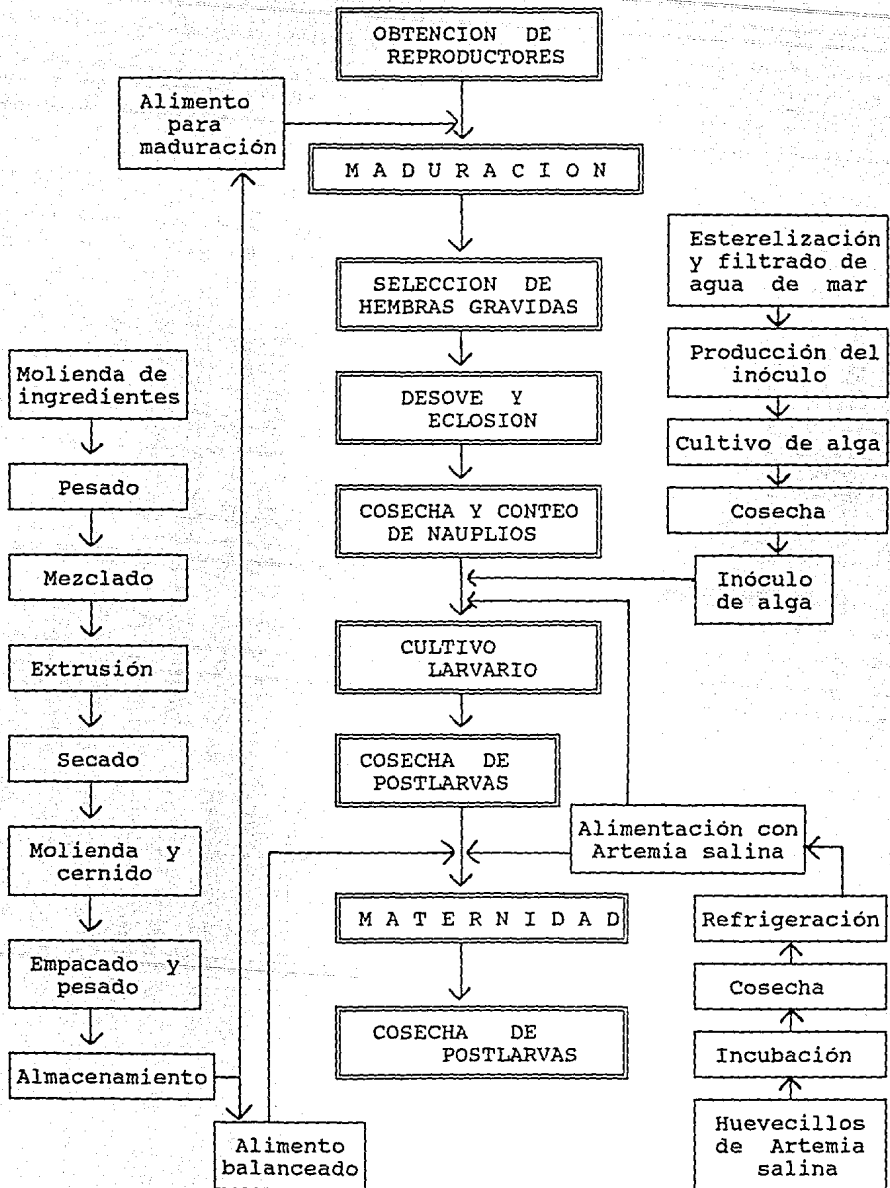 OBTENCION DE
REPRODUCTORES
Alimento
para
maduración
M A D U R A C I O N
SELECCION DE
HEMBRAS GRAVIDAS
DESOVE Y
ECLOSION
COSECHA Y CONTEO
DE NAUPLIOS
CULTIVO
LARVARIO
COSECHA DE
POSTLARVAS
M A T E R N I D A D
COSECHA DE
POSTLARVAS
Molienda de
ingredientes
Pesado
Mezclado
Extrusión
Secado
Molienda y
cernido
Empacado y
pesado
Almacenamiento
Alimento
balanceado
Esterelización
y filtrado de
agua de mar
Producción del
inóculo
Cultivo de alga
Cosecha
Inóculo
de alga
Alimentación con
Artemia salina
Refrigeración
Cosecha
Incubación
Huevecillos
de Artemia
salina